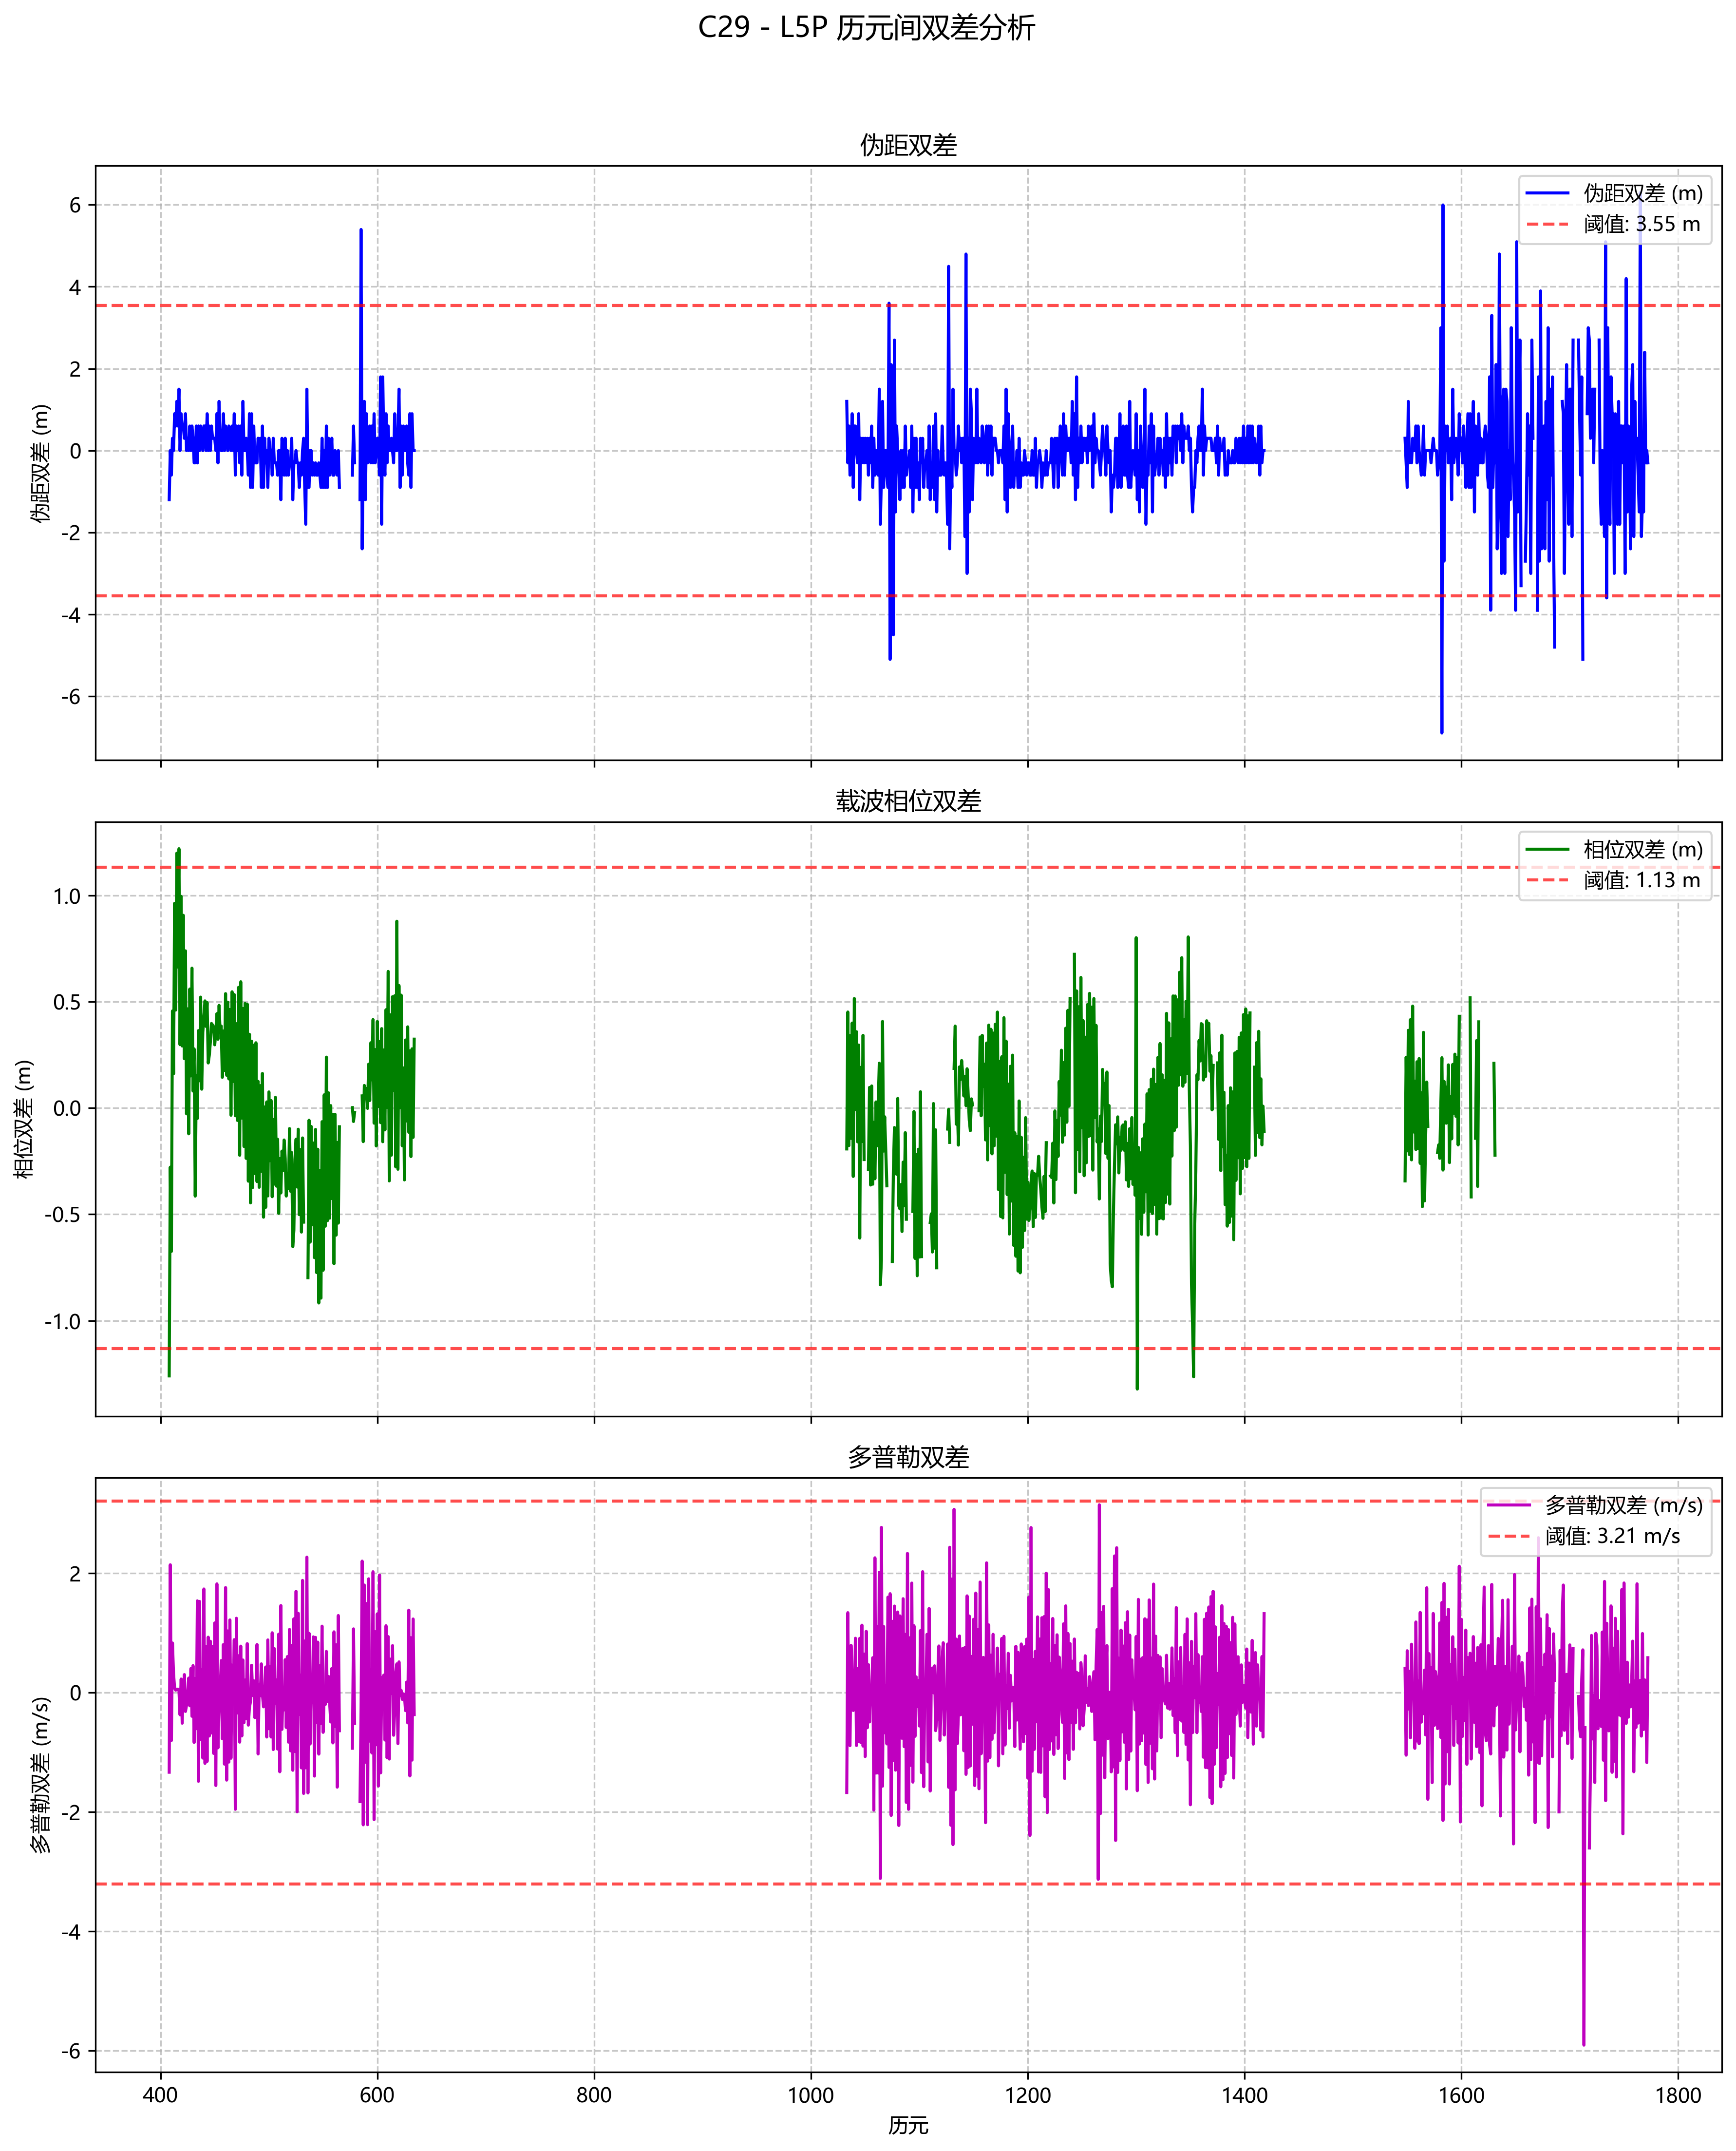 C29 - L5P 历元间双差分析
伪距双差
伪距双差 (m)
阈值: 3.55 m
6
4
2
0
-2
-4
-6
伪距双差 (m)
载波相位双差
相位双差 (m)
阈值: 1.13 m
1.0
0.5
0.0
-0.5
-1.0
相位双差 (m)
多普勒双差
多普勒双差 (m/s)
阈值: 3.21 m/s
2
0
-2
-4
-6
多普勒双差 (m/s)
400 600 800 1000 1200 1400 1600 1800
历元